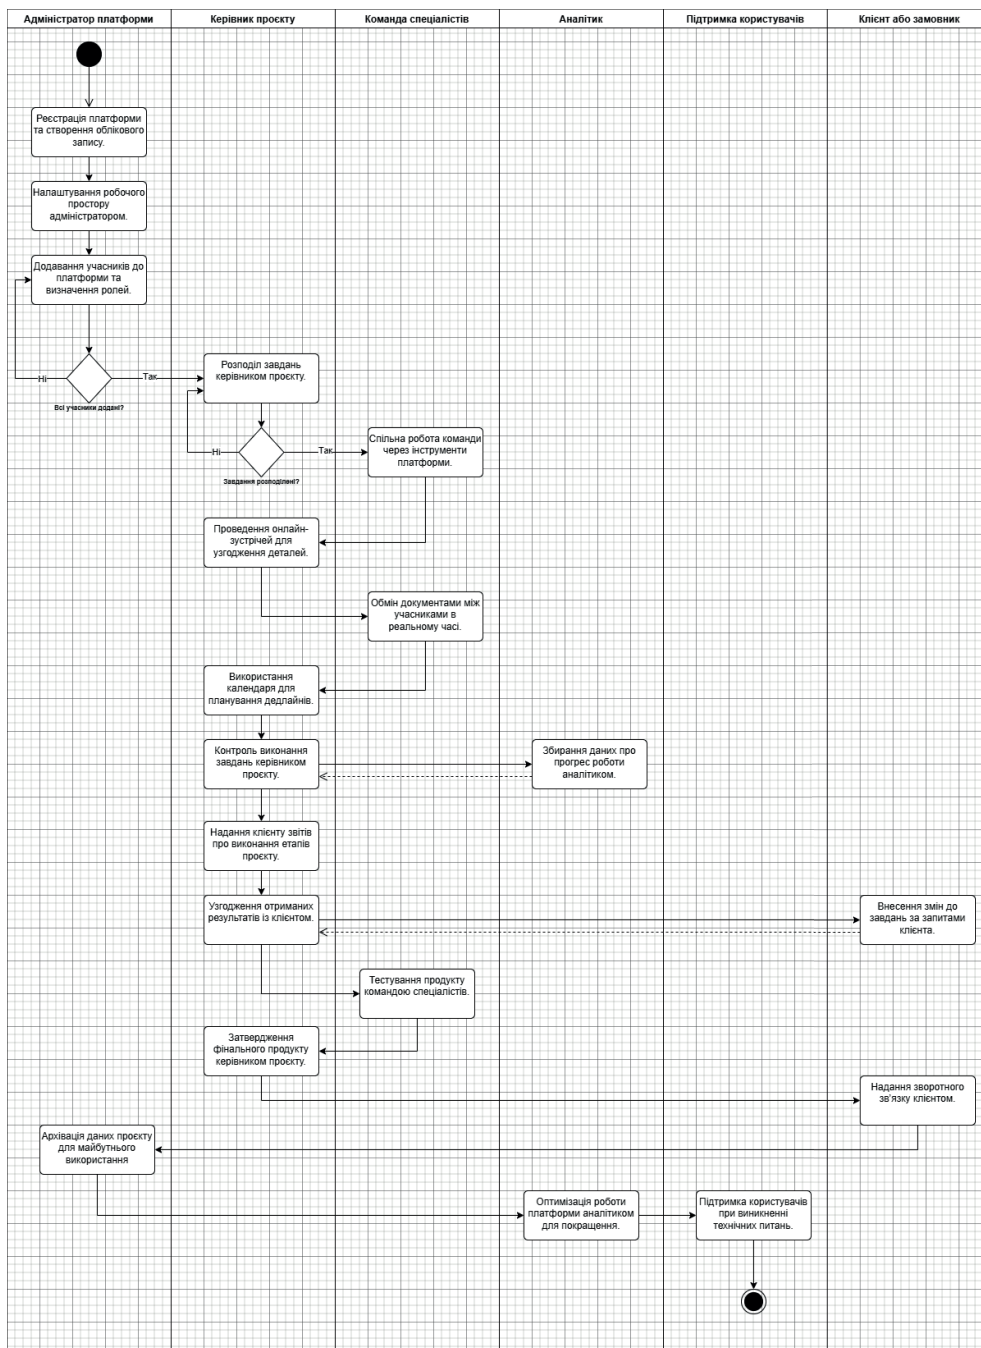 Адміністратор платформи
Керівник проєкту
Команда спеціалістів
Аналітик
Підтримка користувачів
Клієнт або замовник
Реєстрація платформи
та створення облікового
запису.
Налаштування робочого
простору
адміністратором.
Додавання учасників до
платформи та
визначення ролей.
Ні
Так
Всі учасники додані?
Розподіл завдань
керівником проєкту.
Ні
Так
Завдання розподілені?
Спільна робота команди
через інструменти
платформи.
Проведення онлайн-
зустрічей для
узгодження деталей.
Обмін документами між
учасниками в
реальному часі.
Використання
календаря для
планування дедлайнів.
Контроль виконання
завдань керівником
проєкту.
Збирання даних про
прогрес роботи
аналітиком.
Надання клієнту звітів
про виконання етапів
проєкту.
Узгодження отриманих
результатів із клієнтом.
Внесення змін до
завдань за запитами
клієнта.
Тестування продукту
командою спеціалістів.
Затвердження
фінального продукту
керівником проєкту.
Надання зворотного
зв'язку клієнтом.
Архівація даних проєкту
для майбутнього
використання
Оптимізація роботи
платформи аналітиком
для покращення.
Підтримка користувачів
при виникненні
технічних питань.